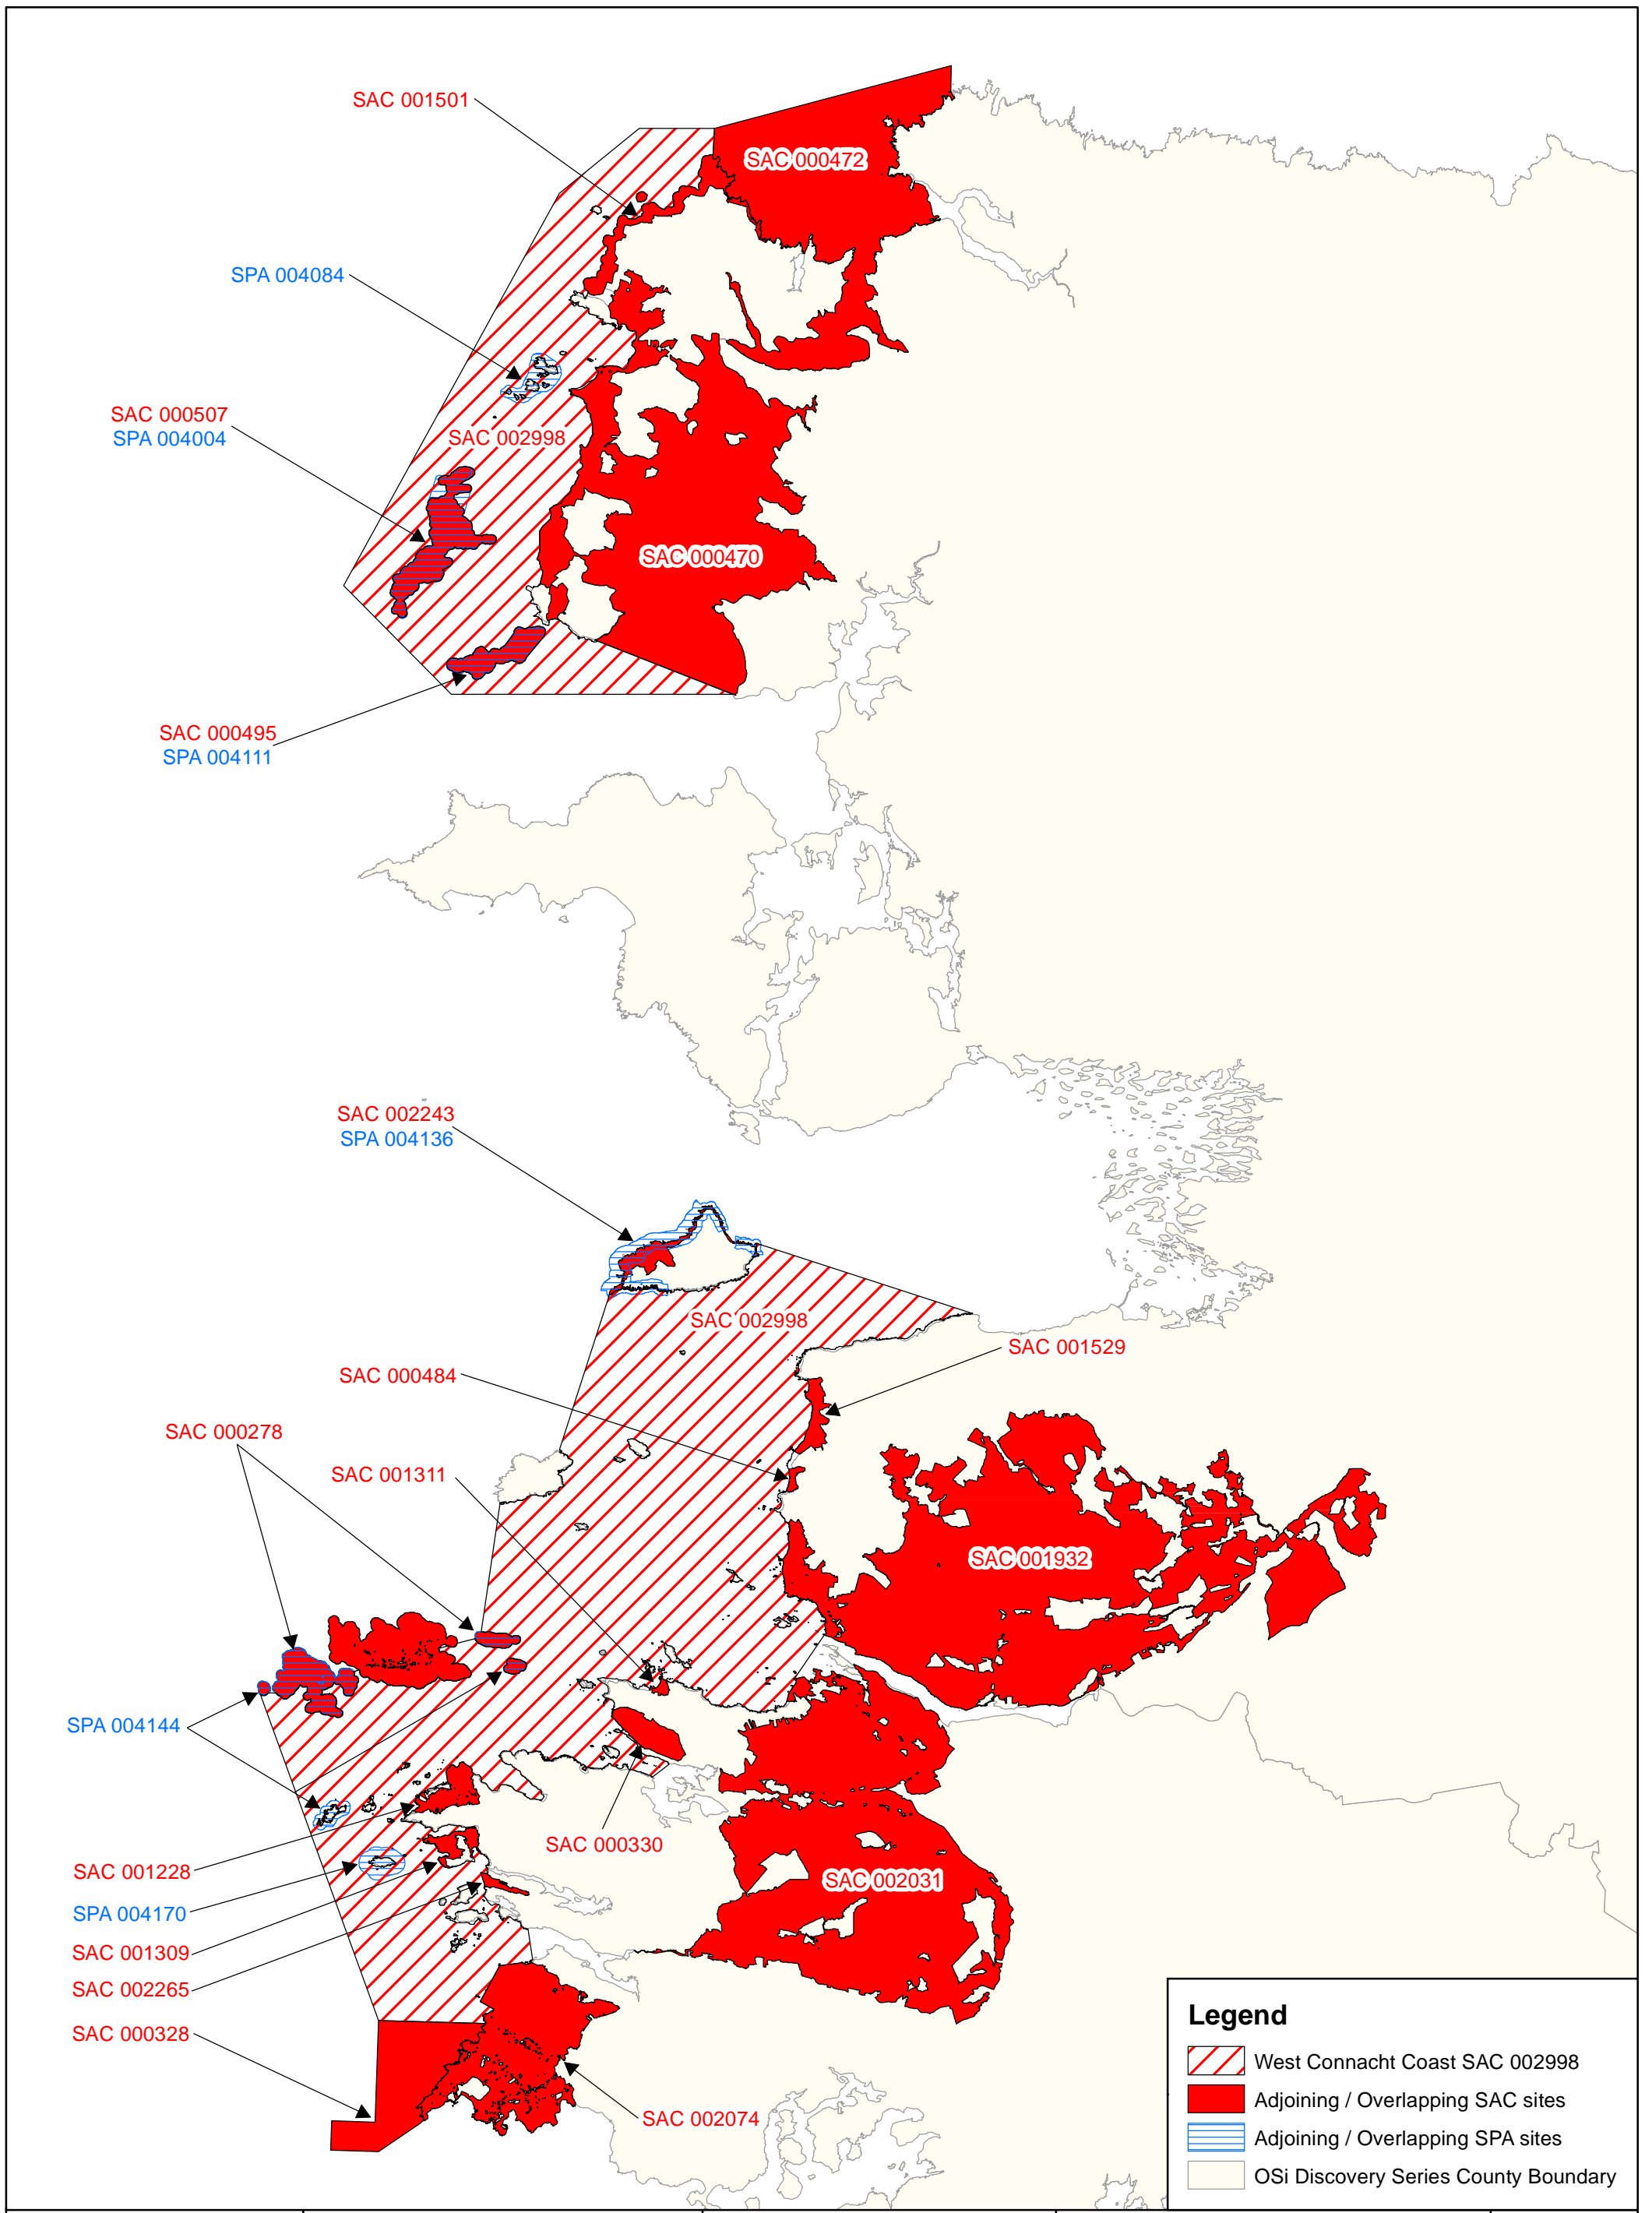 SAC 001501
SAC 000472
SPA 004084
SAC 000507
SPA 004004
SAC 002998
SAC 000470
SAC 000495
SPA 004111
SAC 002243
SPA 004136
SAC 002998
SAC 001529
SAC 000484
SAC 000278
SAC 001311
SAC 001932
SPA 004144
SAC 000330
SAC 001228
SAC 002031
SPA 004170
SAC 001309
SAC 002265
SAC 000328
SAC 002074
Legend
West Connacht Coast SAC 002998
Adjoining / Overlapping SAC sites
Adjoining / Overlapping SPA sites
OSi Discovery Series County Boundary